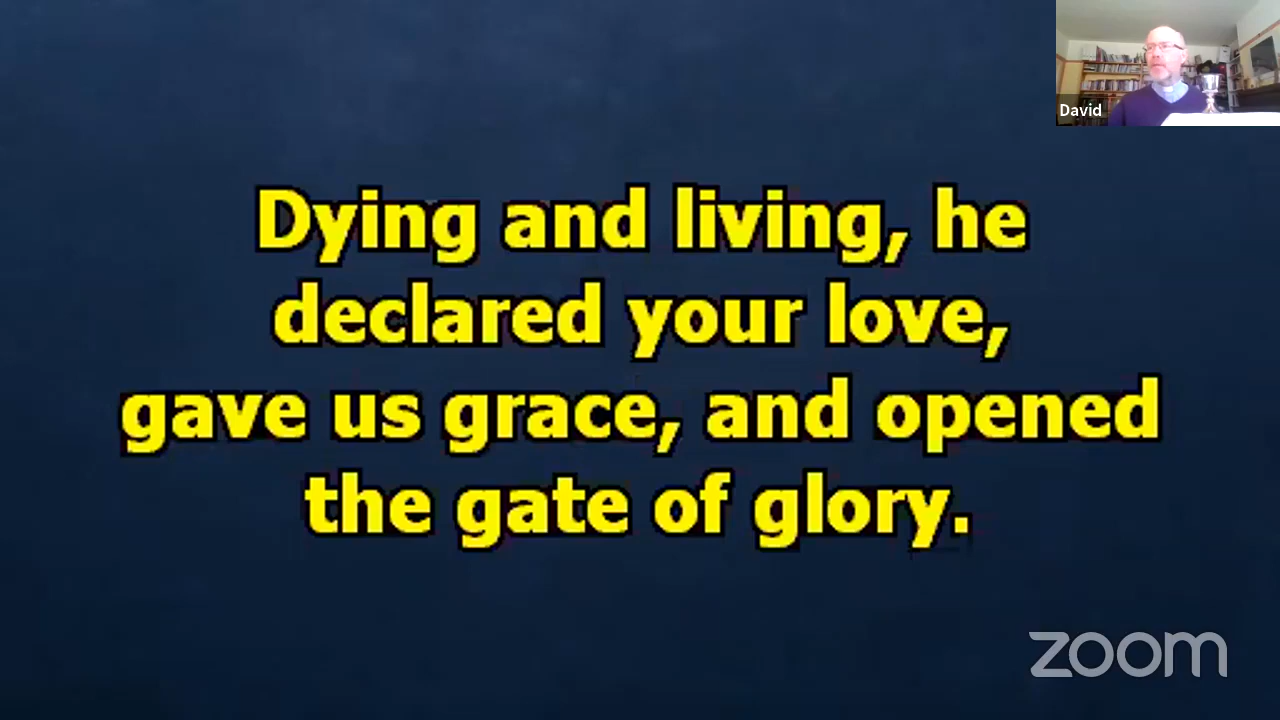 David
Dying and living, he
declared your love,
gave us grace, and opened
the gate of glory.
zoom